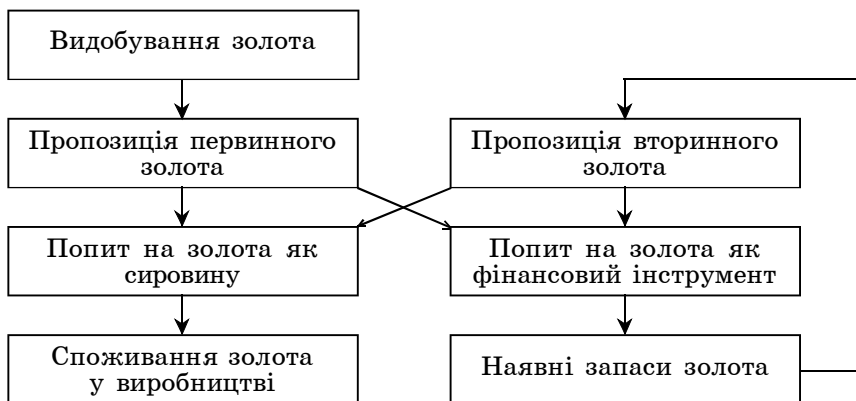 Видобування золота
Пропозиція первинного
золота
Пропозиція вторинного
золота
Попит на золота як
сировину
Попит на золота як
фінансовий інструмент
Споживання золота
у виробництві
Наявні запаси золота